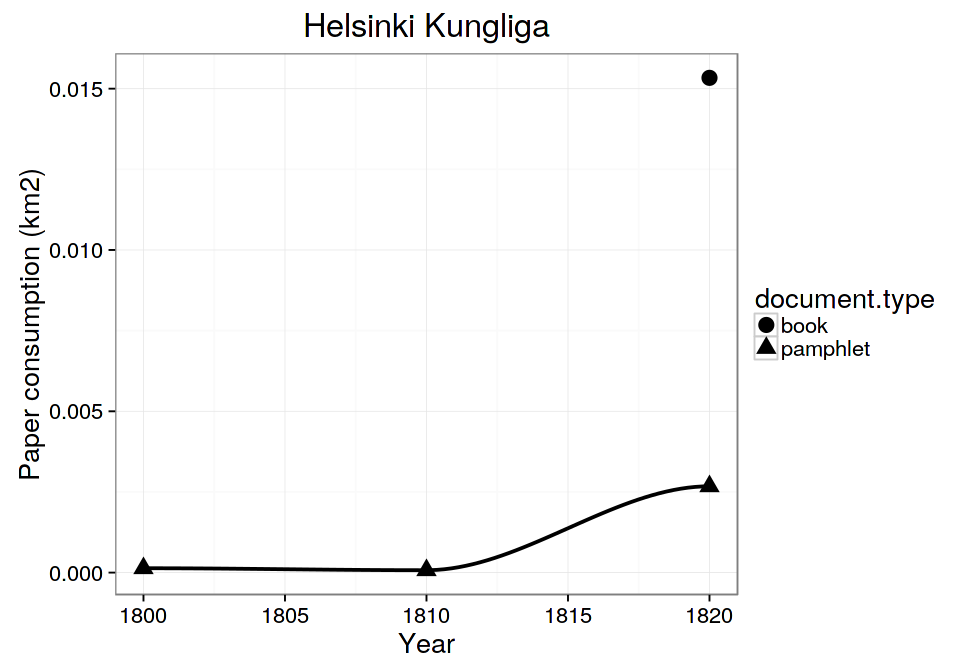 Helsinki Kungliga
Paper consumption (km2)
0.015
0.010
0.005
0.000
1800 1805 1810 1815 1820
Year
document.type
book
pamphlet